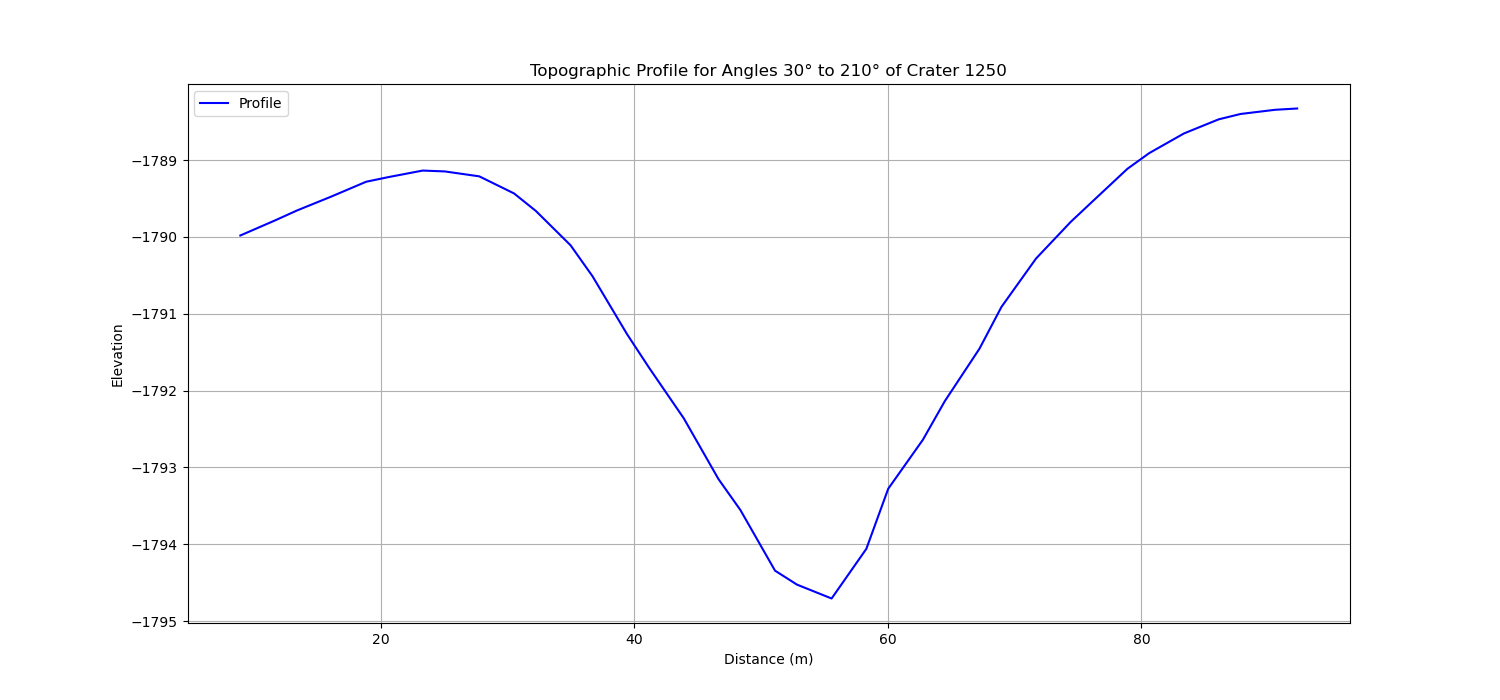 Topographic Profile for Angles 30° to 210° of Crater 1250
Profile
−1789
−1790
−1791
−1792
−1793
−1794
−1795
Elevation
20
40
60
80
Distance (m)